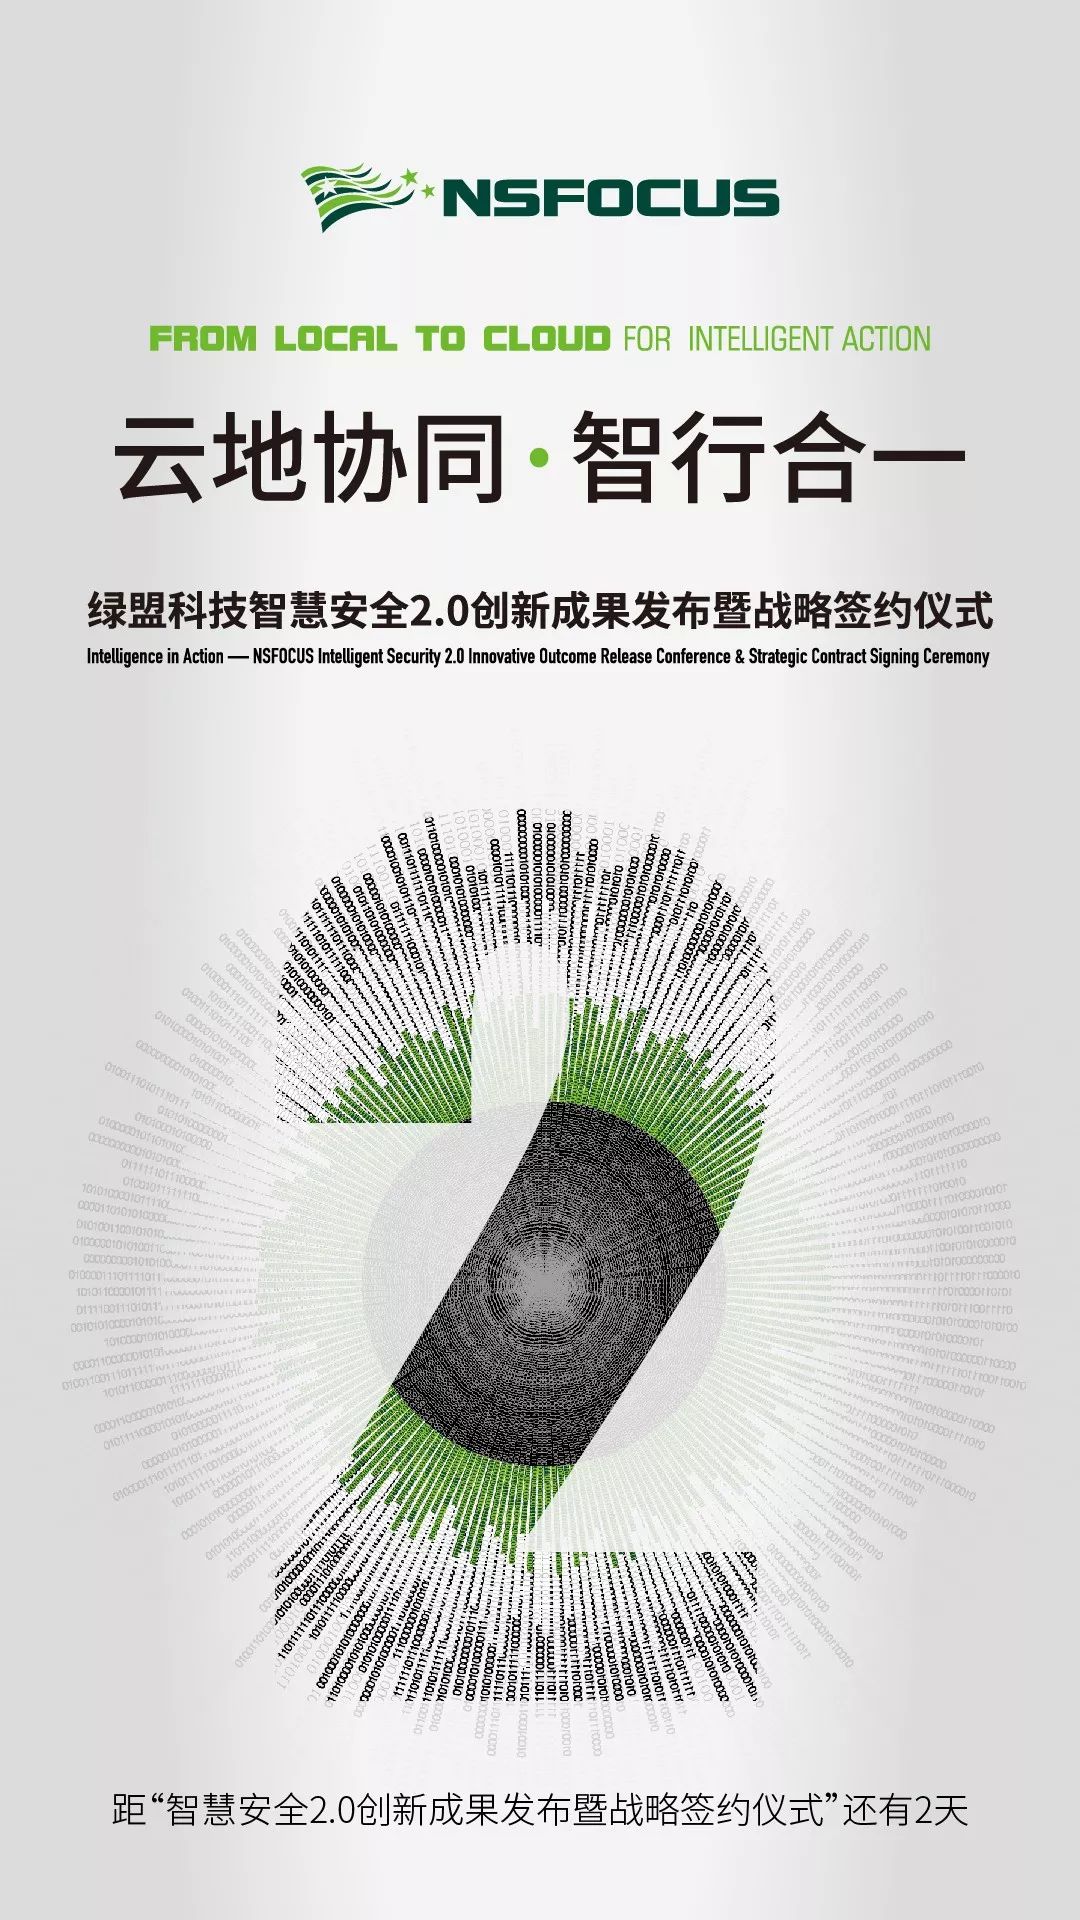 NSFOCUS
FROM LOCAL TO CLOUD FOR INTELLIGENT ACTION
云地协同·智行合一
绿盟科技智慧安全2.0创新成果发布暨战略签约仪式
Intelligence in Action — NSFOCUS Intelligent Security 2.0 Innovative Outcome Release Conference & Strategic Contract Signing Ceremony
距“智慧安全2.0创新成果发布暨战略签约仪式”还有2天